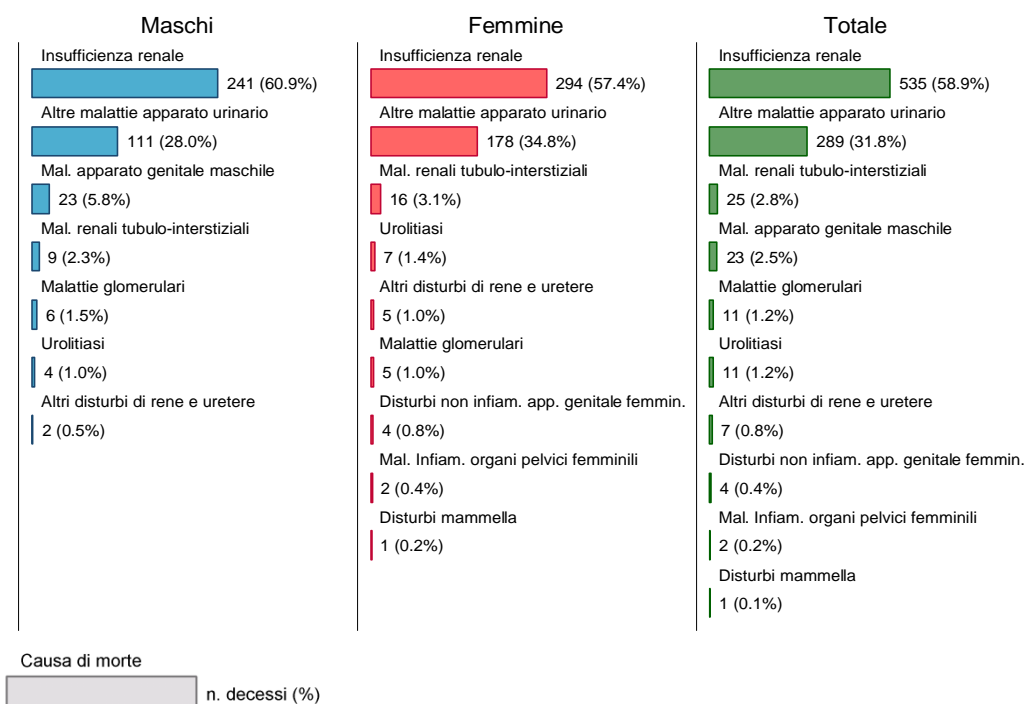 Maschi
Insufficienza renale
241 (60.9%)
Altre malattie apparato urinario
111 (28.0%)
Mal. apparato genitale maschile
23 (5.8%)
Mal. renali tubulo-interstiziali
9 (2.3%)
Malattie glomerulari
6 (1.5%)
Urolitiasi
4 (1.0%)
Altri disturbi di rene e uretere
2 (0.5%)
Femmine
Insufficienza renale
294 (57.4%)
Altre malattie apparato urinario
178 (34.8%)
Mal. renali tubulo-interstiziali
16 (3.1%)
Urolitiasi
7 (1.4%)
Altri disturbi di rene e uretere
5 (1.0%)
Malattie glomerulari
5 (1.0%)
Disturbi non infiam. app. genitale femmin.
4 (0.8%)
Mal. Infiam. organi pelvici femminili
2 (0.4%)
Disturbi mammella
1 (0.2%)
Totale
Insufficienza renale
535 (58.9%)
Altre malattie apparato urinario
289 (31.8%)
Mal. renali tubulo-interstiziali
25 (2.8%)
Mal. apparato genitale maschile
23 (2.5%)
Malattie glomerulari
11 (1.2%)
Urolitiasi
11 (1.2%)
Altri disturbi di rene e uretere
7 (0.8%)
Disturbi non infiam. app. genitale femmin.
4 (0.4%)
Mal. Infiam. organi pelvici femminili
2 (0.2%)
Disturbi mammella
1 (0.1%)
Causa di morte
n. decessi (%)